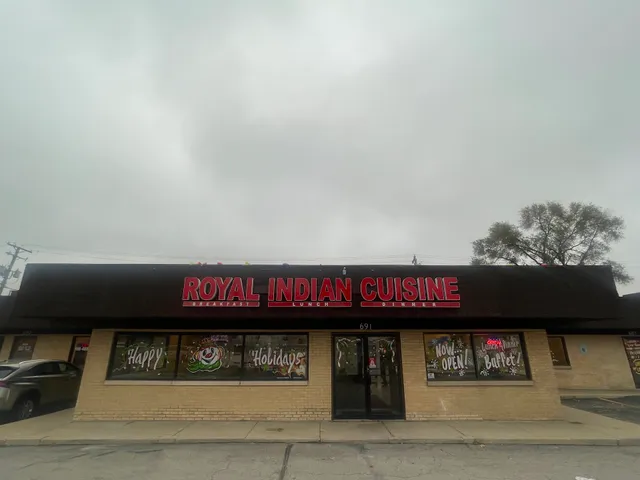 ROYAL INDIAN CUISINE
BREAKFAST LUNCH DINNER
691
Happy Holidays
NOW...
OPEN!
Buffet!